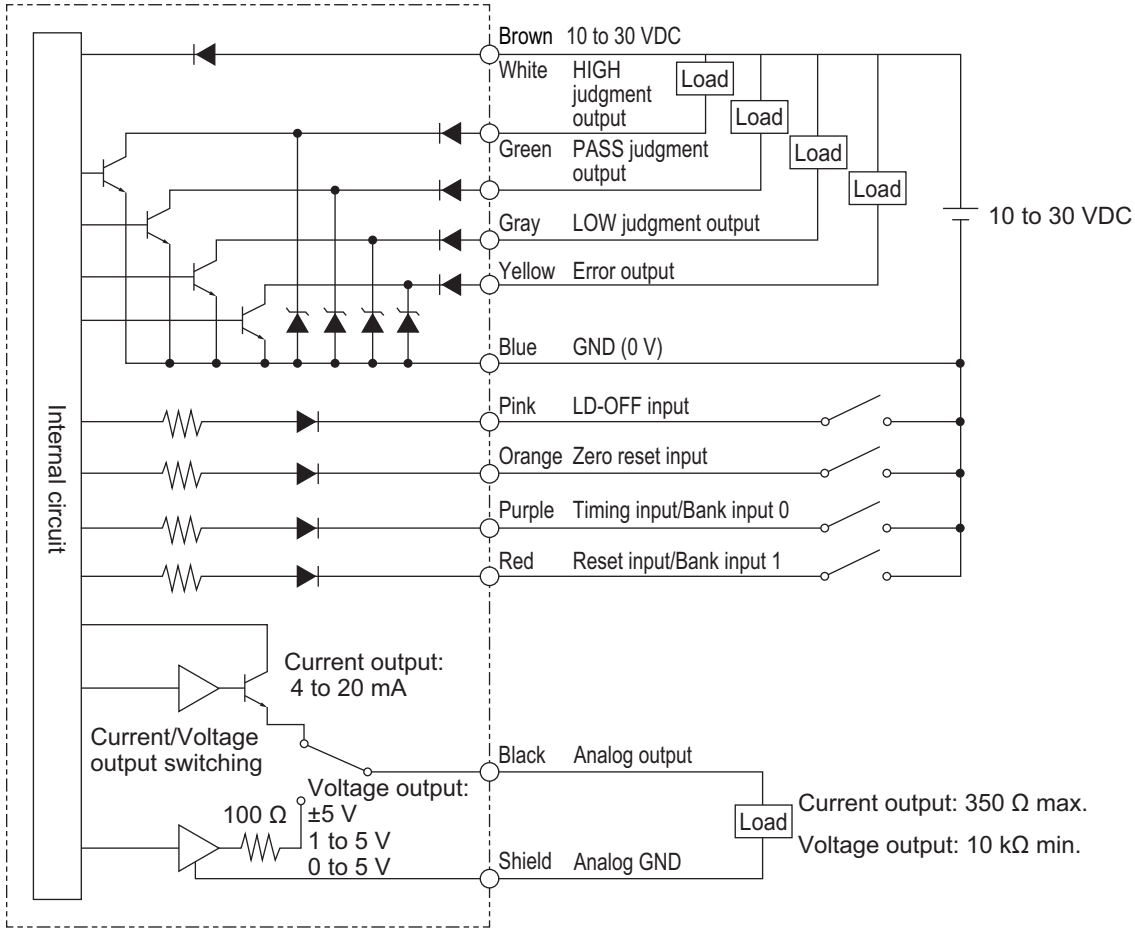 Brown 10 to 30 VDC
White HIGH
judgment
output
Load
Load
Green PASS judgment
output
Load
Load
10 to 30 VDC
Gray LOW judgment output
Yellow Error output
Blue GND (0 V)
Internal circuit
Pink LD-OFF input
Orange Zero reset input
Purple Timing input/Bank input 0
Red Reset input/Bank input 1
Current output:
4 to 20 mA
Current/Voltage
output switching
Black Analog output
Voltage output:
±5 V
1 to 5 V
0 to 5 V
100 Ω
Load
Current output: 350 Ω max.
Voltage output: 10 kΩ min.
Shield Analog GND